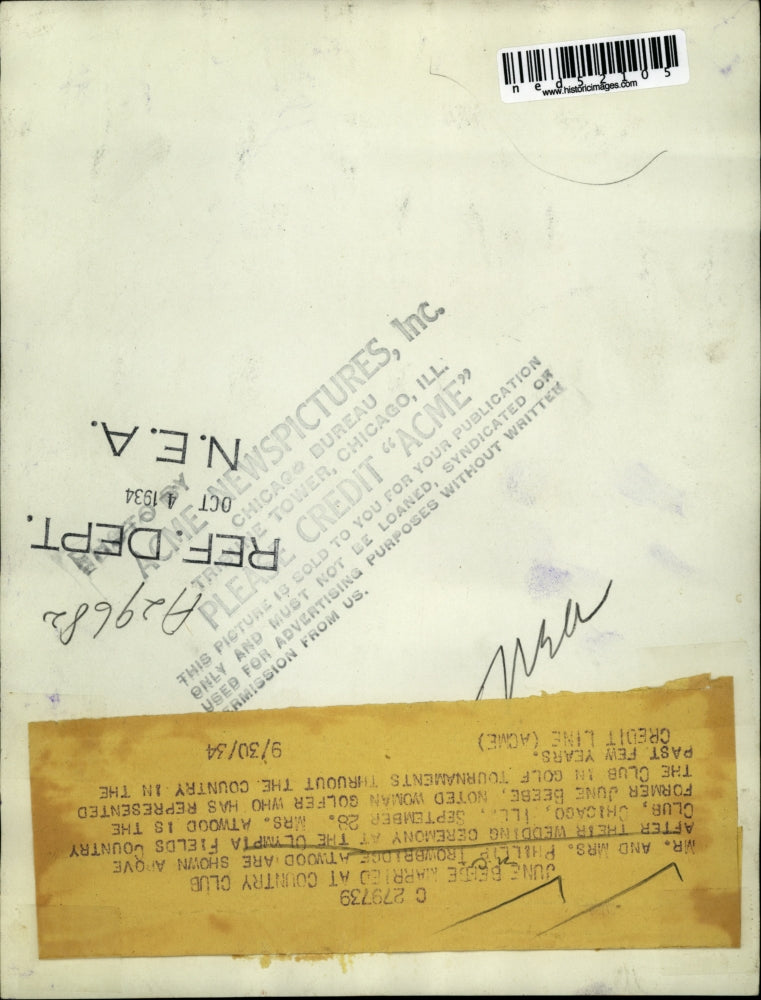 ned52105
www.historicimages.com
PHOTO BY
ACME NEWSPICTURES, Inc.
CHICAGO BUREAU
TRIBUNE TOWER, CHICAGO, ILL.
PLEASE CREDIT “ACME”
THIS PICTURE IS SOLD TO YOU FOR YOUR PUBLICATION
ONLY AND MUST NOT BE LOANED, SYNDICATED OR
USED FOR ADVERTISING PURPOSES WITHOUT WRITTEN
PERMISSION FROM US.
REF. DEPT.
OCT 4 1934
N.E.A.
A29682
nea
C 279739
JUNE BEEBE MARRIED AT COUNTRY CLUB
MR. AND MRS. PHILLIP TROWBRIDGE ATWOOD ARE SHOWN ABOVE
AFTER THEIR WEDDING CEREMONY AT THE OLYMPIA FIELDS COUNTRY
CLUB, CHICAGO, ILL., SEPTEMBER 28. MRS. ATWOOD IS THE
FORMER JUNE BEEBE, NOTED WOMAN GOLFER WHO HAS REPRESENTED
THE CLUB IN GOLF TOURNAMENTS THRUOUT THE COUNTRY IN THE
PAST FEW YEARS.
CREDIT LINE (ACME) 9/30/34